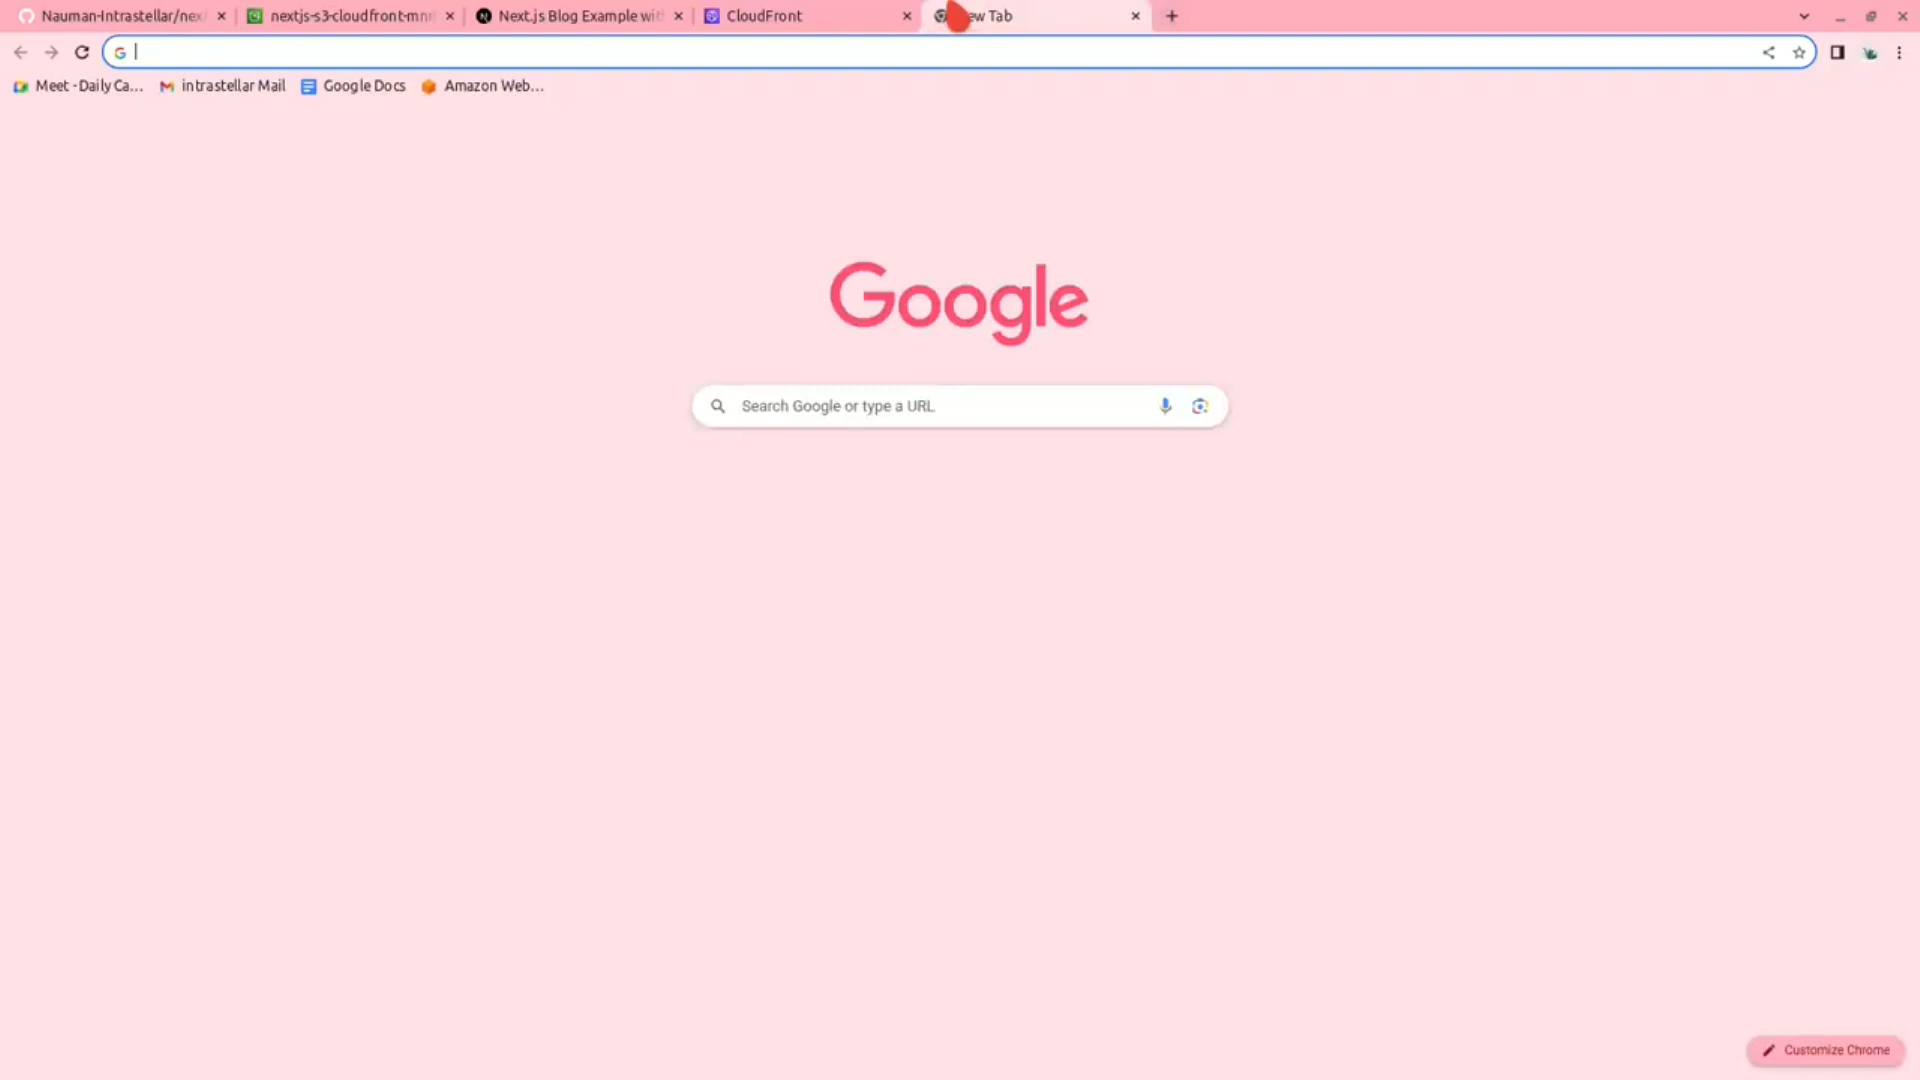 Nauman-Intrastellar/nex
nextjs-s3-cloudfront-mn
Next.js Blog Example wit
CloudFront
ew Tab
Meet - Daily Ca...
intrastellar Mail
Google Docs
Amazon Web...
Google
Search Google or type a URL
Customize Chrome